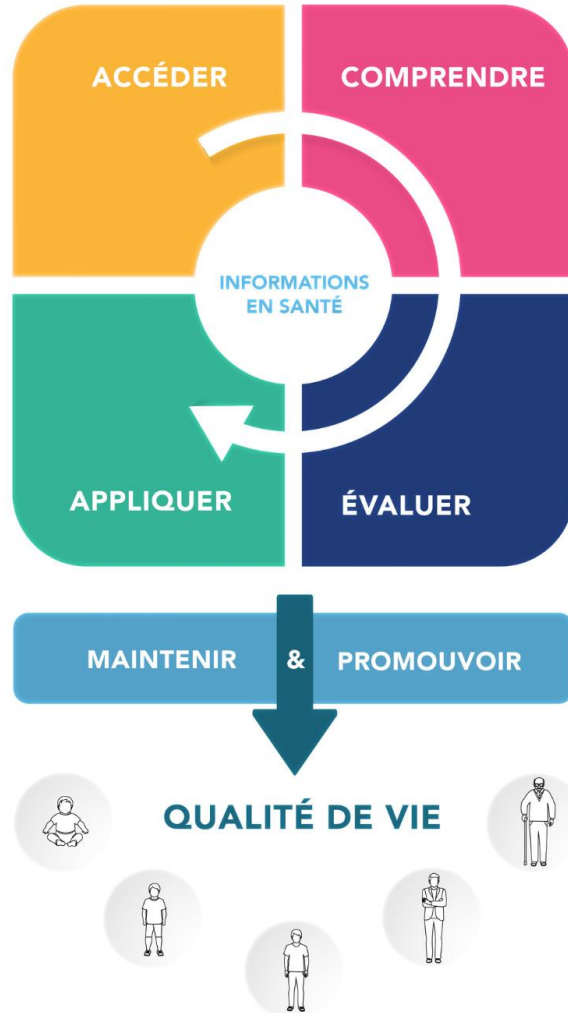 ACCÉDER
COMPRENDRE
INFORMATIONS
EN SANTÉ
APPLIQUER
ÉVALUER
MAINTENIR & PROMOUVOIR
QUALITÉ DE VIE